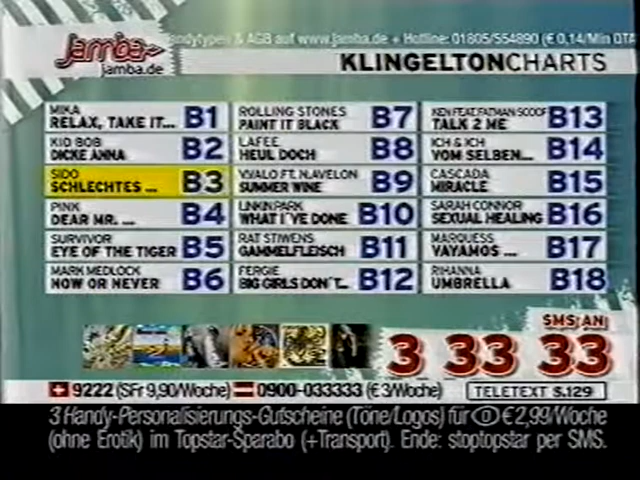 Jamba!
jamba.de
andytypen & AGB auf www.jamba.de + Hotline: 01805/554890 (€ 0,14/Min DTA
KLINGELTONCHARTS
MIKA
RELAX, TAKE IT... B1
KID BOB
DICKE ANNA B2
SIDO
SCHLECHTES ... B3
PINK
DEAR MR. ... B4
SURVIVOR
EYE OF THE TIGER B5
MARK MEDLOCK
NOW OR NEVER B6
ROLLING STONES
PAINT IT BLACK B7
LAFEE
HEUL DOCH B8
VVALO FT. N.AVELON
SUMMER WINE B9
LINKIN PARK
WHAT I´VE DONE B10
RAT STIWENS
GAMMELFLEISCH B11
FERGIE
BIG GIRLS DON´T... B12
KEN FEAT.FATMAN SCOOP
TALK 2 ME B13
ICH & ICH
VOM SELBEN... B14
CASCADA
MIRACLE B15
SARAH CONNOR
SEXUAL HEALING B16
MARQUESS
VAYAMOS ... B17
RIHANNA
UMBRELLA B18
SMS AN
3 33 33
9222 (SFr 9,90/Woche) 0900-033333 (€ 3/Woche)
TELETEXT S.129
3 Handy-Personalisierungs-Gutscheine (Töne/Logos) für € 2,99/Woche
(ohne Erotik) im Topstar-Sparabo (+Transport). Ende: stoptopstar per SMS.